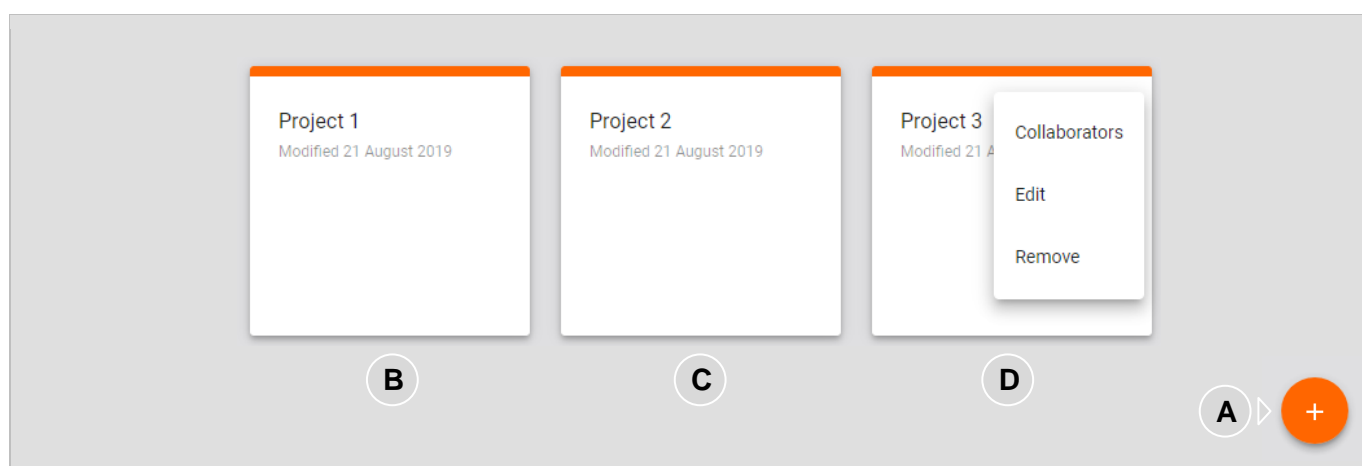 Project 1
Modified 21 August 2019
Project 2
Modified 21 August 2019
Project 3
Modified 21
Collaborators
Edit
Remove
B
C
D
A
+